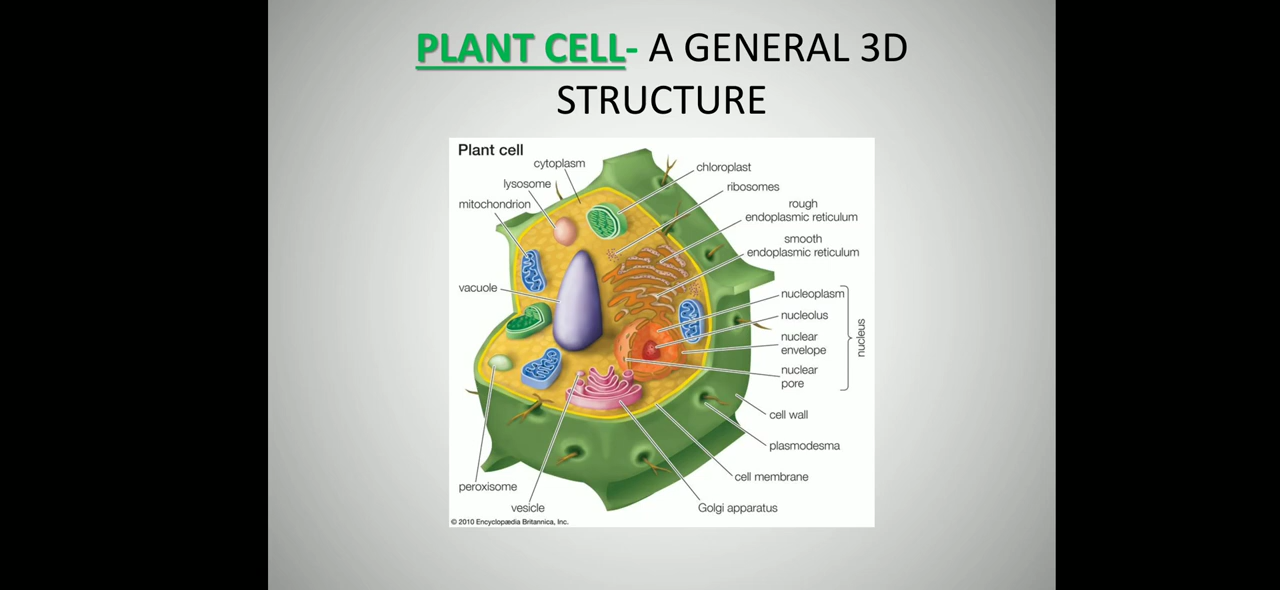 PLANT CELL- A GENERAL 3D
STRUCTURE
Plant cell
cytoplasm
lysosome
mitochondrion
vacuole
peroxisome
vesicle
chloroplast
ribosomes
rough
endoplasmic reticulum
smooth
endoplasmic reticulum
nucleoplasm
nucleolus
nuclear
envelope
nuclear
pore
nucleus
cell wall
plasmodesma
cell membrane
Golgi apparatus
© 2010 Encyclopædia Britannica, Inc.